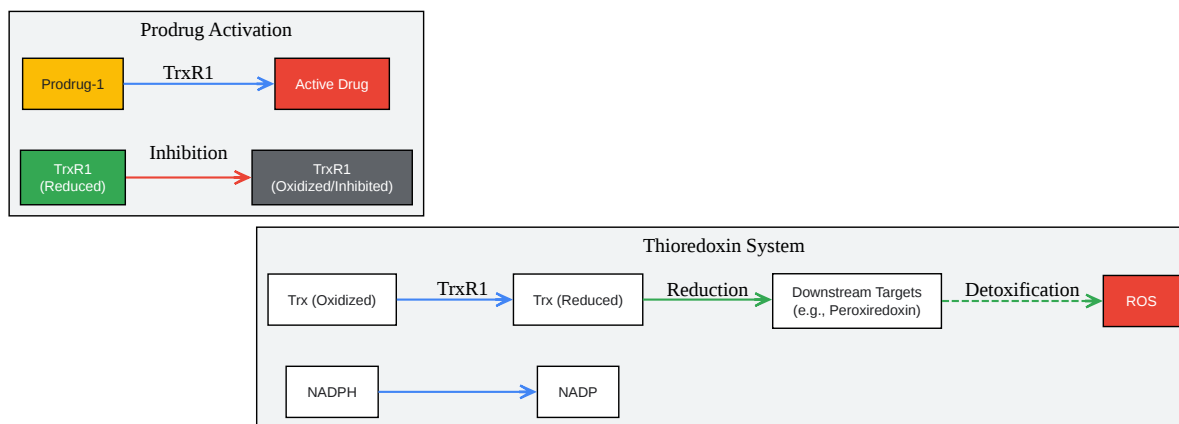 Prodrug Activation
Prodrug-1
TrxR1
Active Drug
TrxR1
(Reduced)
Inhibition
TrxR1
(Oxidized/Inhibited)
Thioredoxin System
Trx (Oxidized)
TrxR1
Trx (Reduced)
Reduction
Downstream Targets
(e.g., Peroxiredoxin)
Detoxification
ROS
NADPH
NADP